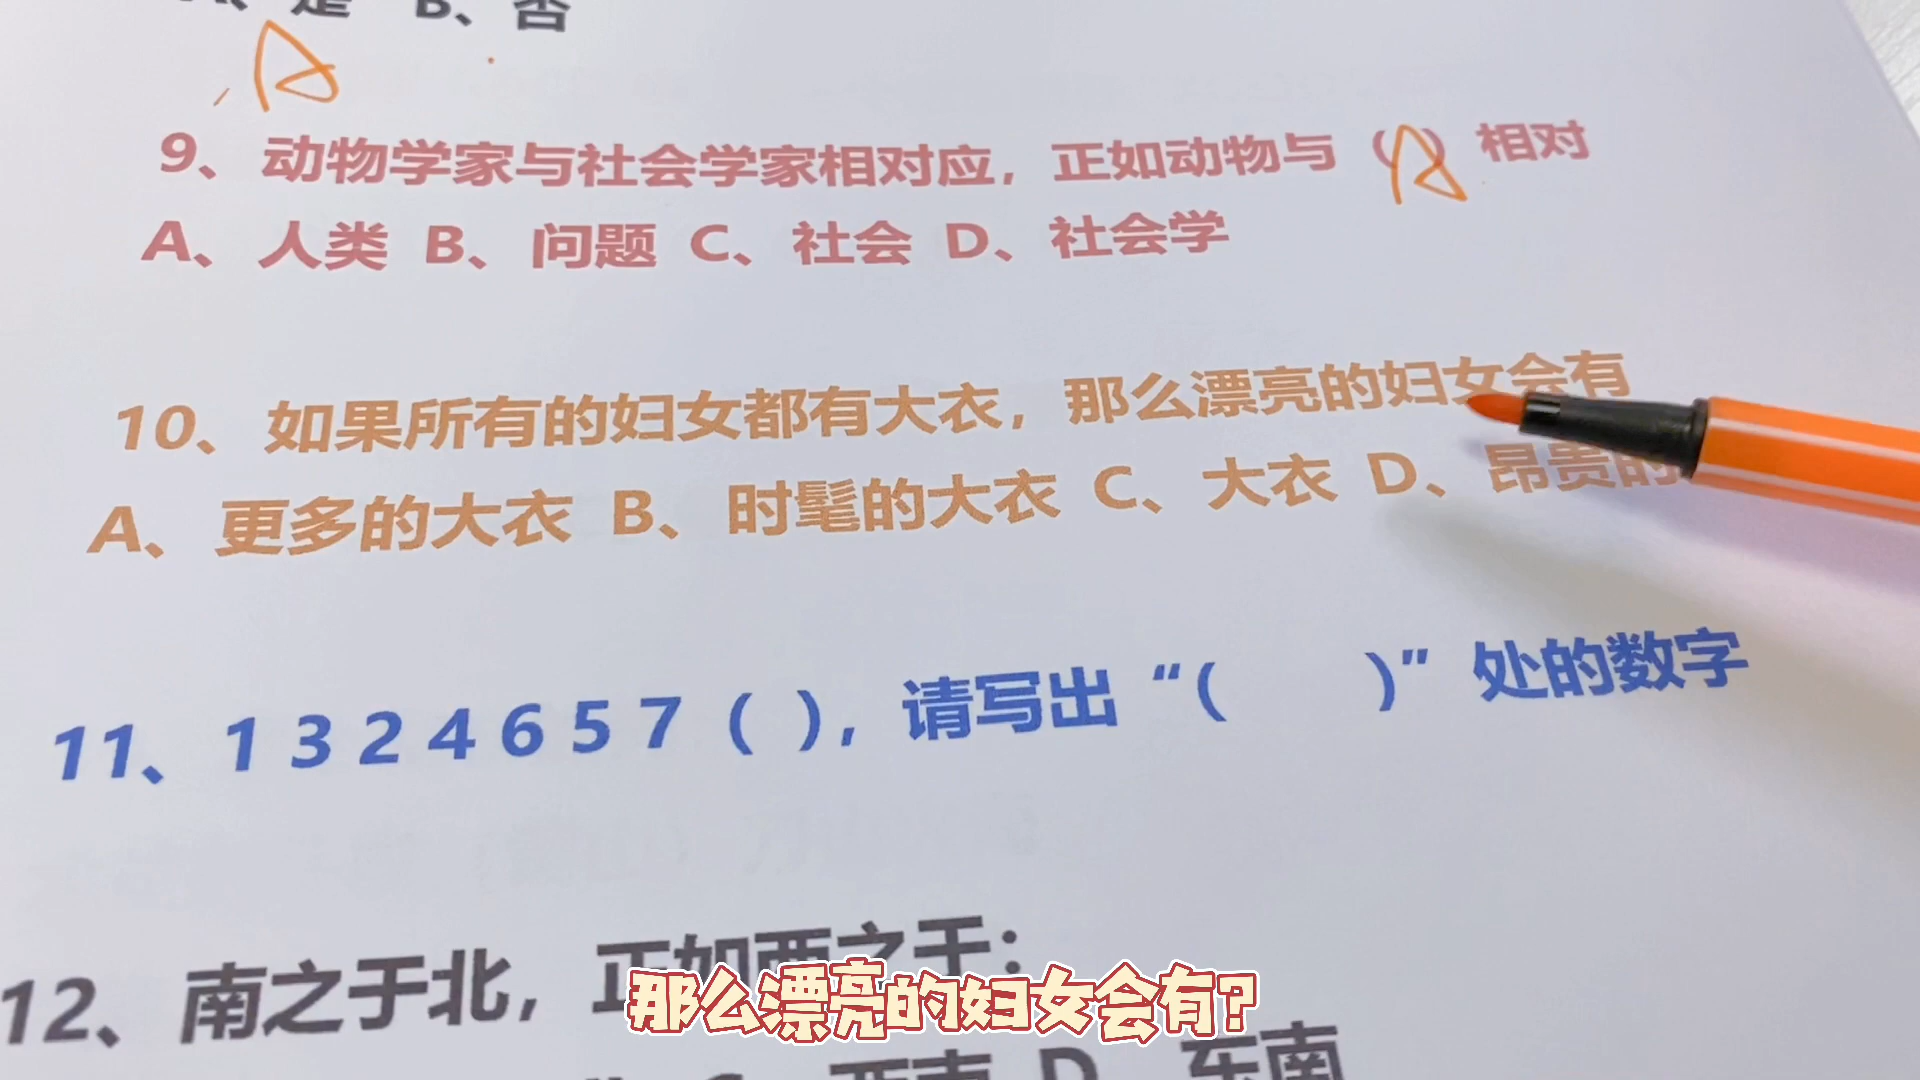 A、是 B、否
A
9、动物学家与社会学家相对应，正如动物与（A）相对
A、人类 B、问题 C、社会 D、社会学
10、如果所有的妇女都有大衣，那么漂亮的妇女会有
A、更多的大衣 B、时髦的大衣 C、大衣 D、昂贵的
11、1 3 2 4 6 5 7（ ），请写出“（ ）”处的数字
12、南之于北，正如西之于：
C、西南 D、东南
那么漂亮的妇女会有？